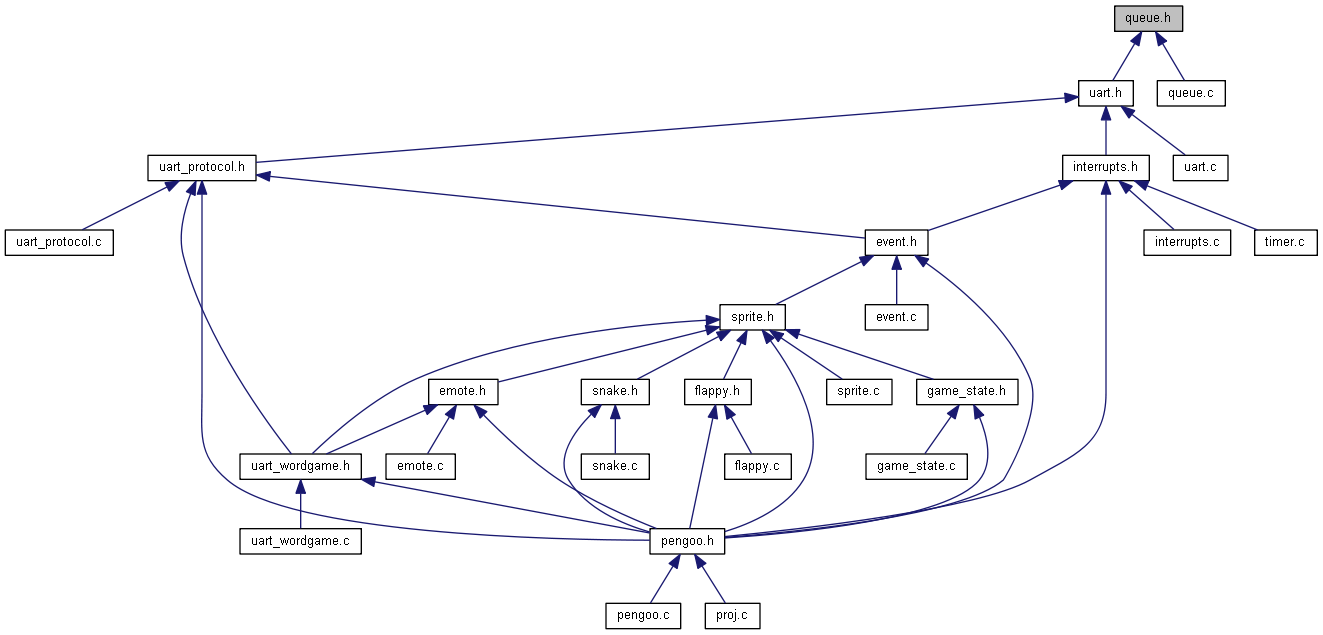 queue.h
uart.h
queue.c
uart_protocol.h
interrupts.h
uart.c
uart_protocol.c
event.h
interrupts.c
timer.c
sprite.h
event.c
emote.h
snake.h
flappy.h
sprite.c
game_state.h
uart_wordgame.h
emote.c
snake.c
flappy.c
game_state.c
uart_wordgame.c
pengoo.h
pengoo.c
proj.c